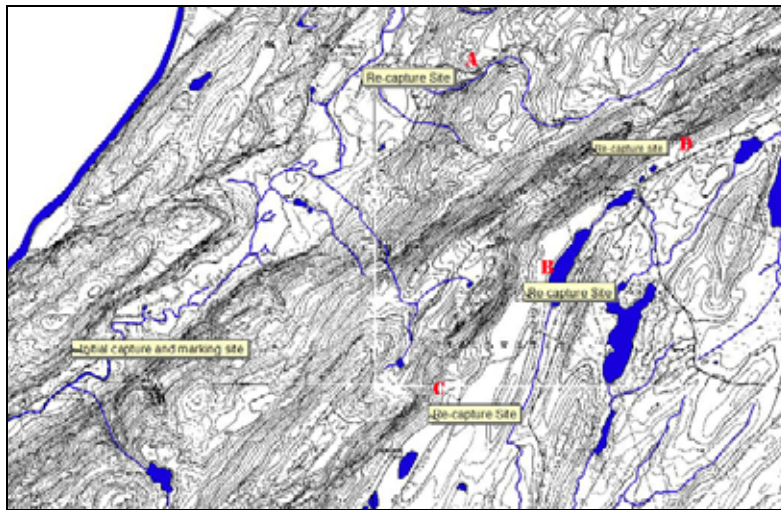 A
Re-capture Site
Re-capture site
D
B
Re-capture Site
Initial capture and marking site
C
Re-capture Site